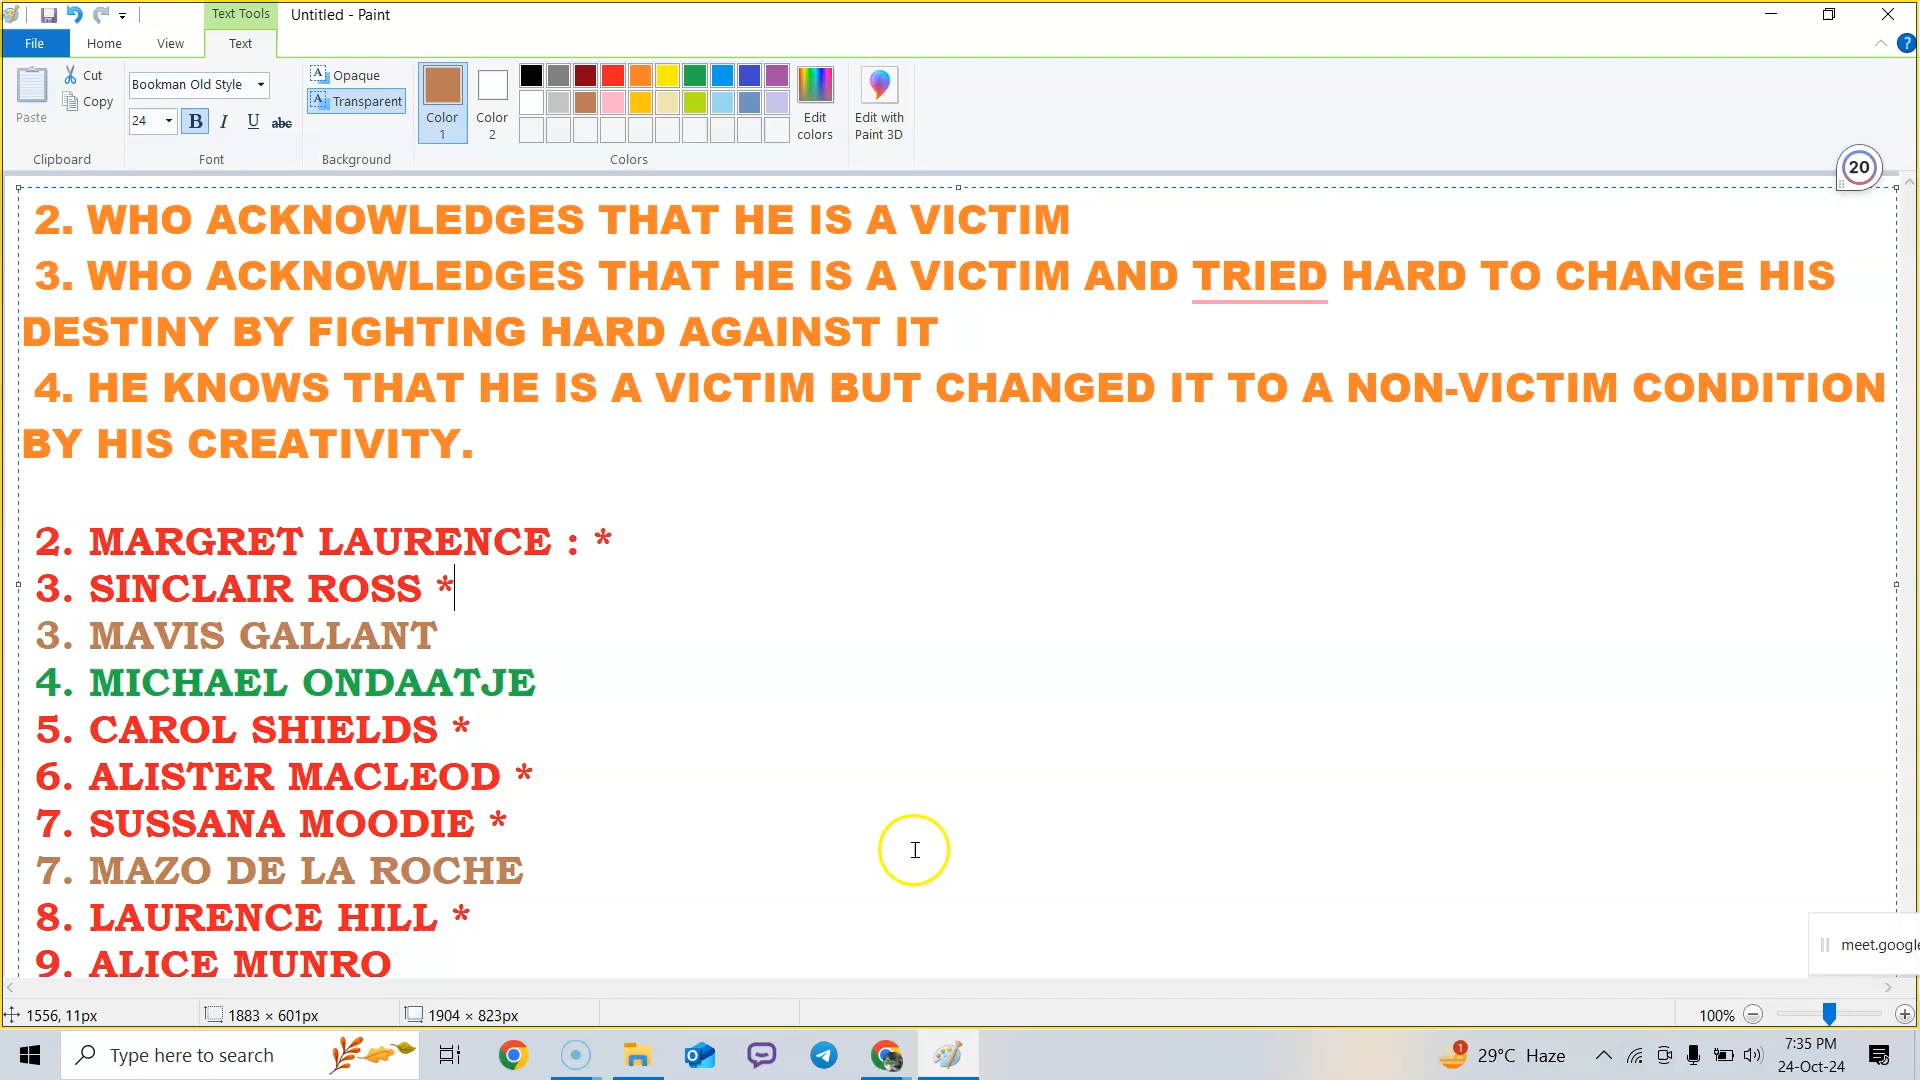 Text Tools
Untitled - Paint
File
Home
View
Text
Paste
Cut
Copy
Clipboard
Bookman Old Style
24
B I U abc
Font
Opaque
Transparent
Background
Color 1
Color 2
Edit colors
Colors
Edit with Paint 3D
20
2. WHO ACKNOWLEDGES THAT HE IS A VICTIM
3. WHO ACKNOWLEDGES THAT HE IS A VICTIM AND TRIED HARD TO CHANGE HIS
DESTINY BY FIGHTING HARD AGAINST IT
4. HE KNOWS THAT HE IS A VICTIM BUT CHANGED IT TO A NON-VICTIM CONDITION
BY HIS CREATIVITY.
2. MARGRET LAURENCE : *
3. SINCLAIR ROSS *
3. MAVIS GALLANT
4. MICHAEL ONDAATJE
5. CAROL SHIELDS *
6. ALISTER MACLEOD *
7. SUSSANA MOODIE *
7. MAZO DE LA ROCHE
8. LAURENCE HILL *
9. ALICE MUNRO
meet.google
1556, 11px
1883 × 601px
1904 × 823px
100%
Type here to search
1
29°C Haze
7:35 PM
24-Oct-24